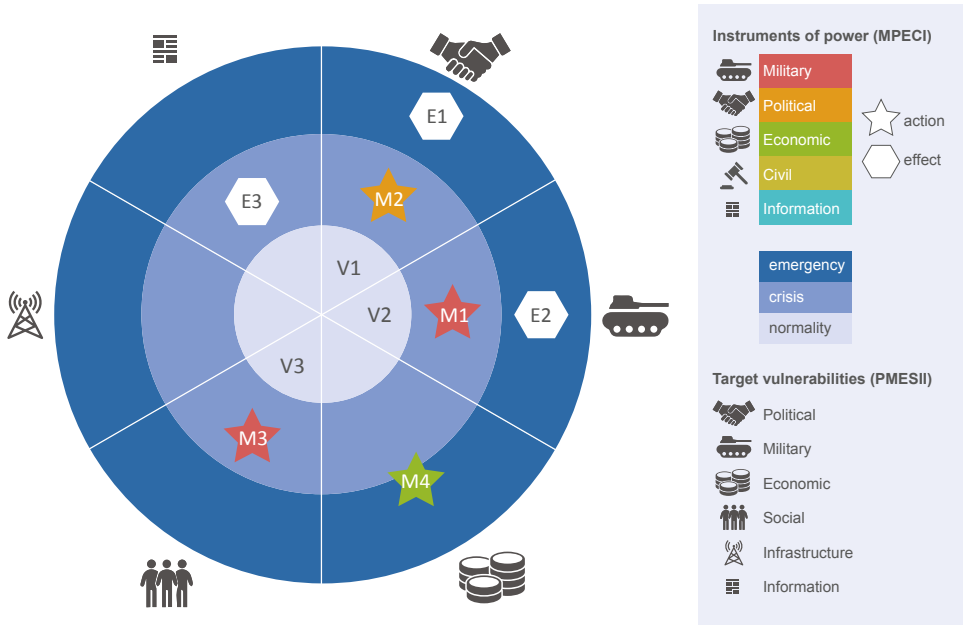 E1
E3
M2
V1
V2
M1
E2
V3
M3
M4
Instruments of power (MPECI)
Military
Political
Economic
Civil
Information
action
effect
emergency
crisis
normality
Target vulnerabilities (PMESII)
Political
Military
Economic
Social
Infrastructure
Information